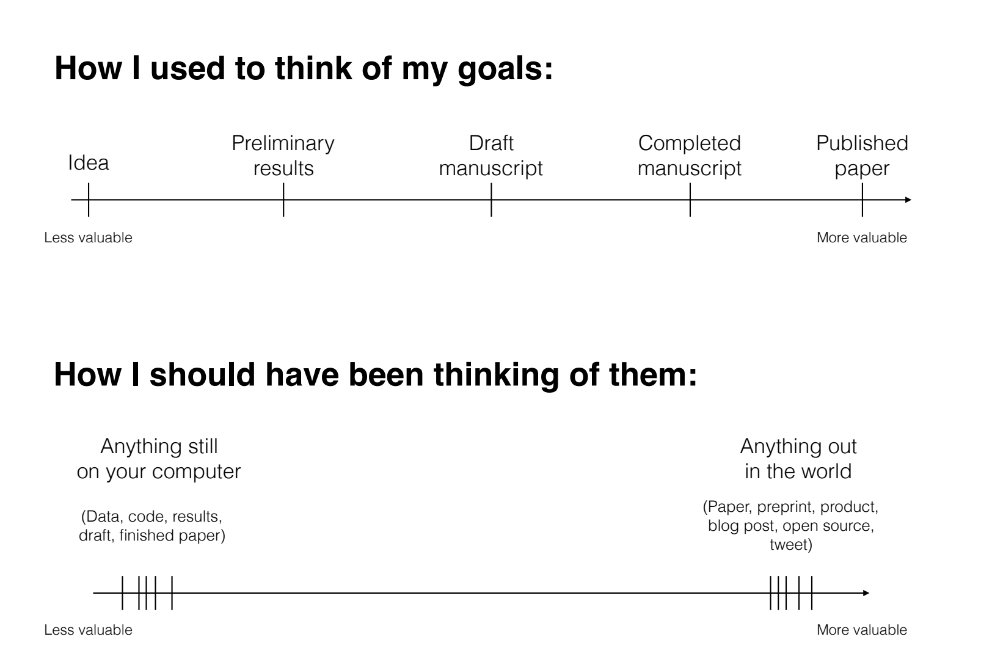 How I used to think of my goals:
Idea
Preliminary
results
Draft
manuscript
Completed
manuscript
Published
paper
Less valuable
More valuable
How I should have been thinking of them:
Anything still
on your computer
(Data, code, results,
draft, finished paper)
Anything out
in the world
(Paper, preprint, product,
blog post, open source,
tweet)
Less valuable
More valuable